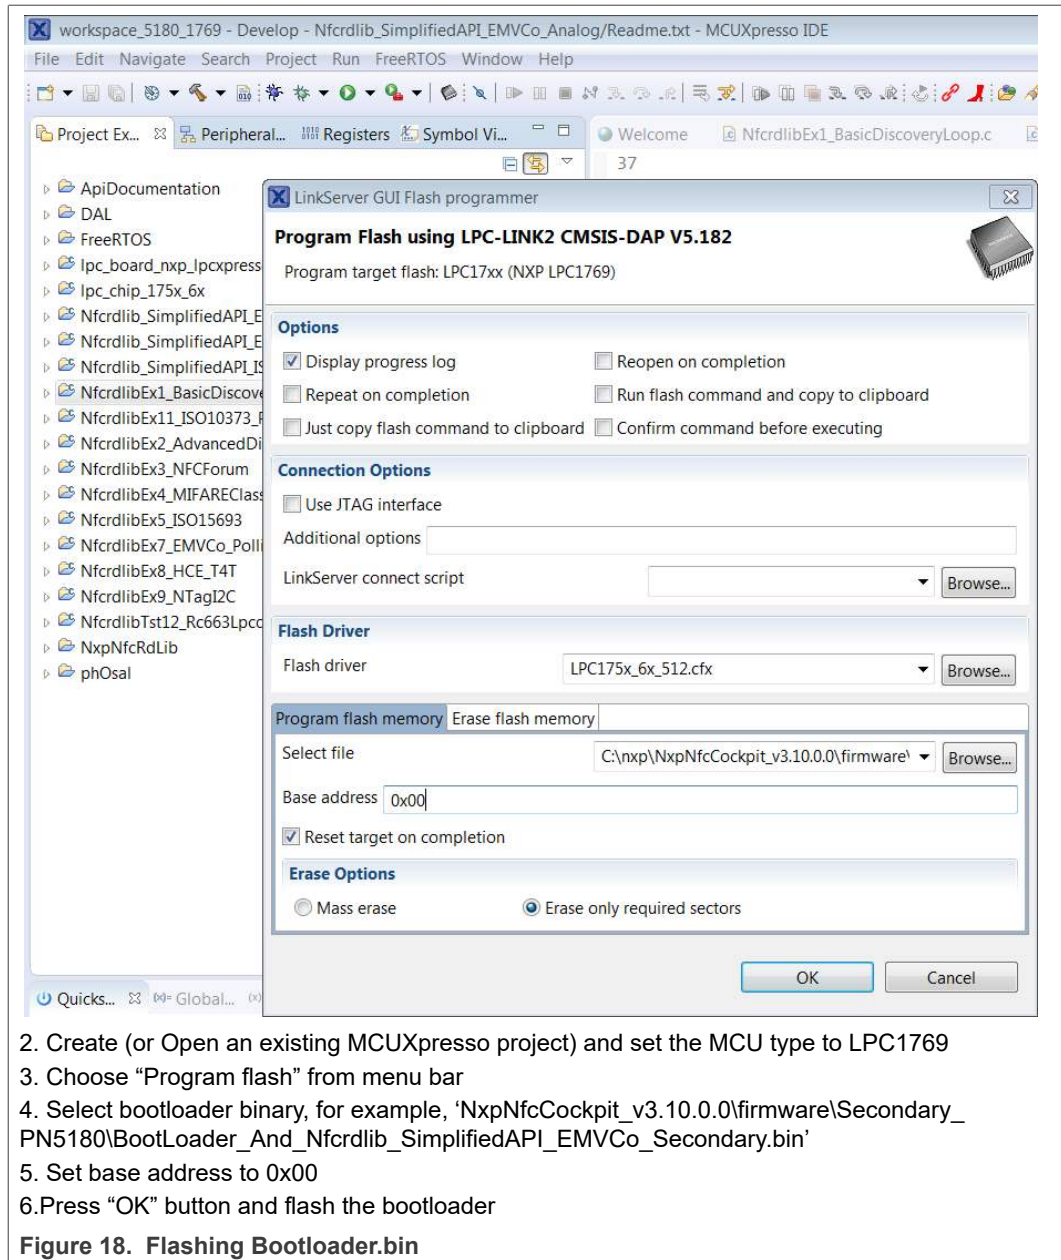 workspace_5180_1769 - Develop - Nfcrdlib_SimplifiedAPI_EMVCo_Analog/Readme.txt - MCUXpresso IDE
File Edit Navigate Search Project Run FreeRTOS Window Help
Project Ex... Peripheral... Registers Symbol Vi... Welcome NfcrdlibEx1_BasicDiscoveryLoop.c
37
ApiDocumentation
DAL
FreeRTOS
lpc_board_nxp_lpcxpress
lpc_chip_175x_6x
Nfcrdlib_SimplifiedAPI_E
Nfcrdlib_SimplifiedAPI_E
Nfcrdlib_SimplifiedAPI_IS
NfcrdlibEx1_BasicDiscove
NfcrdlibEx11_ISO10373_
NfcrdlibEx2_AdvancedDi
NfcrdlibEx3_NFCForum
NfcrdlibEx4_MIFAREClass
NfcrdlibEx5_ISO15693
NfcrdlibEx7_EMVCo_Polli
NfcrdlibEx8_HCE_T4T
NfcrdlibEx9_NTagI2C
NfcrdlibTst12_Rc663Lpco
NxpNfcRdLib
phOsal
Quicks... Global...
LinkServer GUI Flash programmer
Program Flash using LPC-LINK2 CMSIS-DAP V5.182
Program target flash: LPC17xx (NXP LPC1769)
Options
Display progress log Reopen on completion
Repeat on completion Run flash command and copy to clipboard
Just copy flash command to clipboard Confirm command before executing
Connection Options
Use JTAG interface
Additional options
LinkServer connect script Browse...
Flash Driver
Flash driver LPC175x_6x_512.cfx Browse...
Program flash memory Erase flash memory
Select file C:\nxp\NxpNfcCockpit_v3.10.0.0\firmware\ Browse...
Base address 0x00
Reset target on completion
Erase Options
Mass erase Erase only required sectors
OK Cancel
2. Create (or Open an existing MCUXpresso project) and set the MCU type to LPC1769
3. Choose “Program flash” from menu bar
4. Select bootloader binary, for example, ‘NxpNfcCockpit_v3.10.0.0\firmware\Secondary_
PN5180\BootLoader_And_Nfcrdlib_SimplifiedAPI_EMVCo_Secondary.bin’
5. Set base address to 0x00
6.Press “OK” button and flash the bootloader
Figure 18. Flashing Bootloader.bin